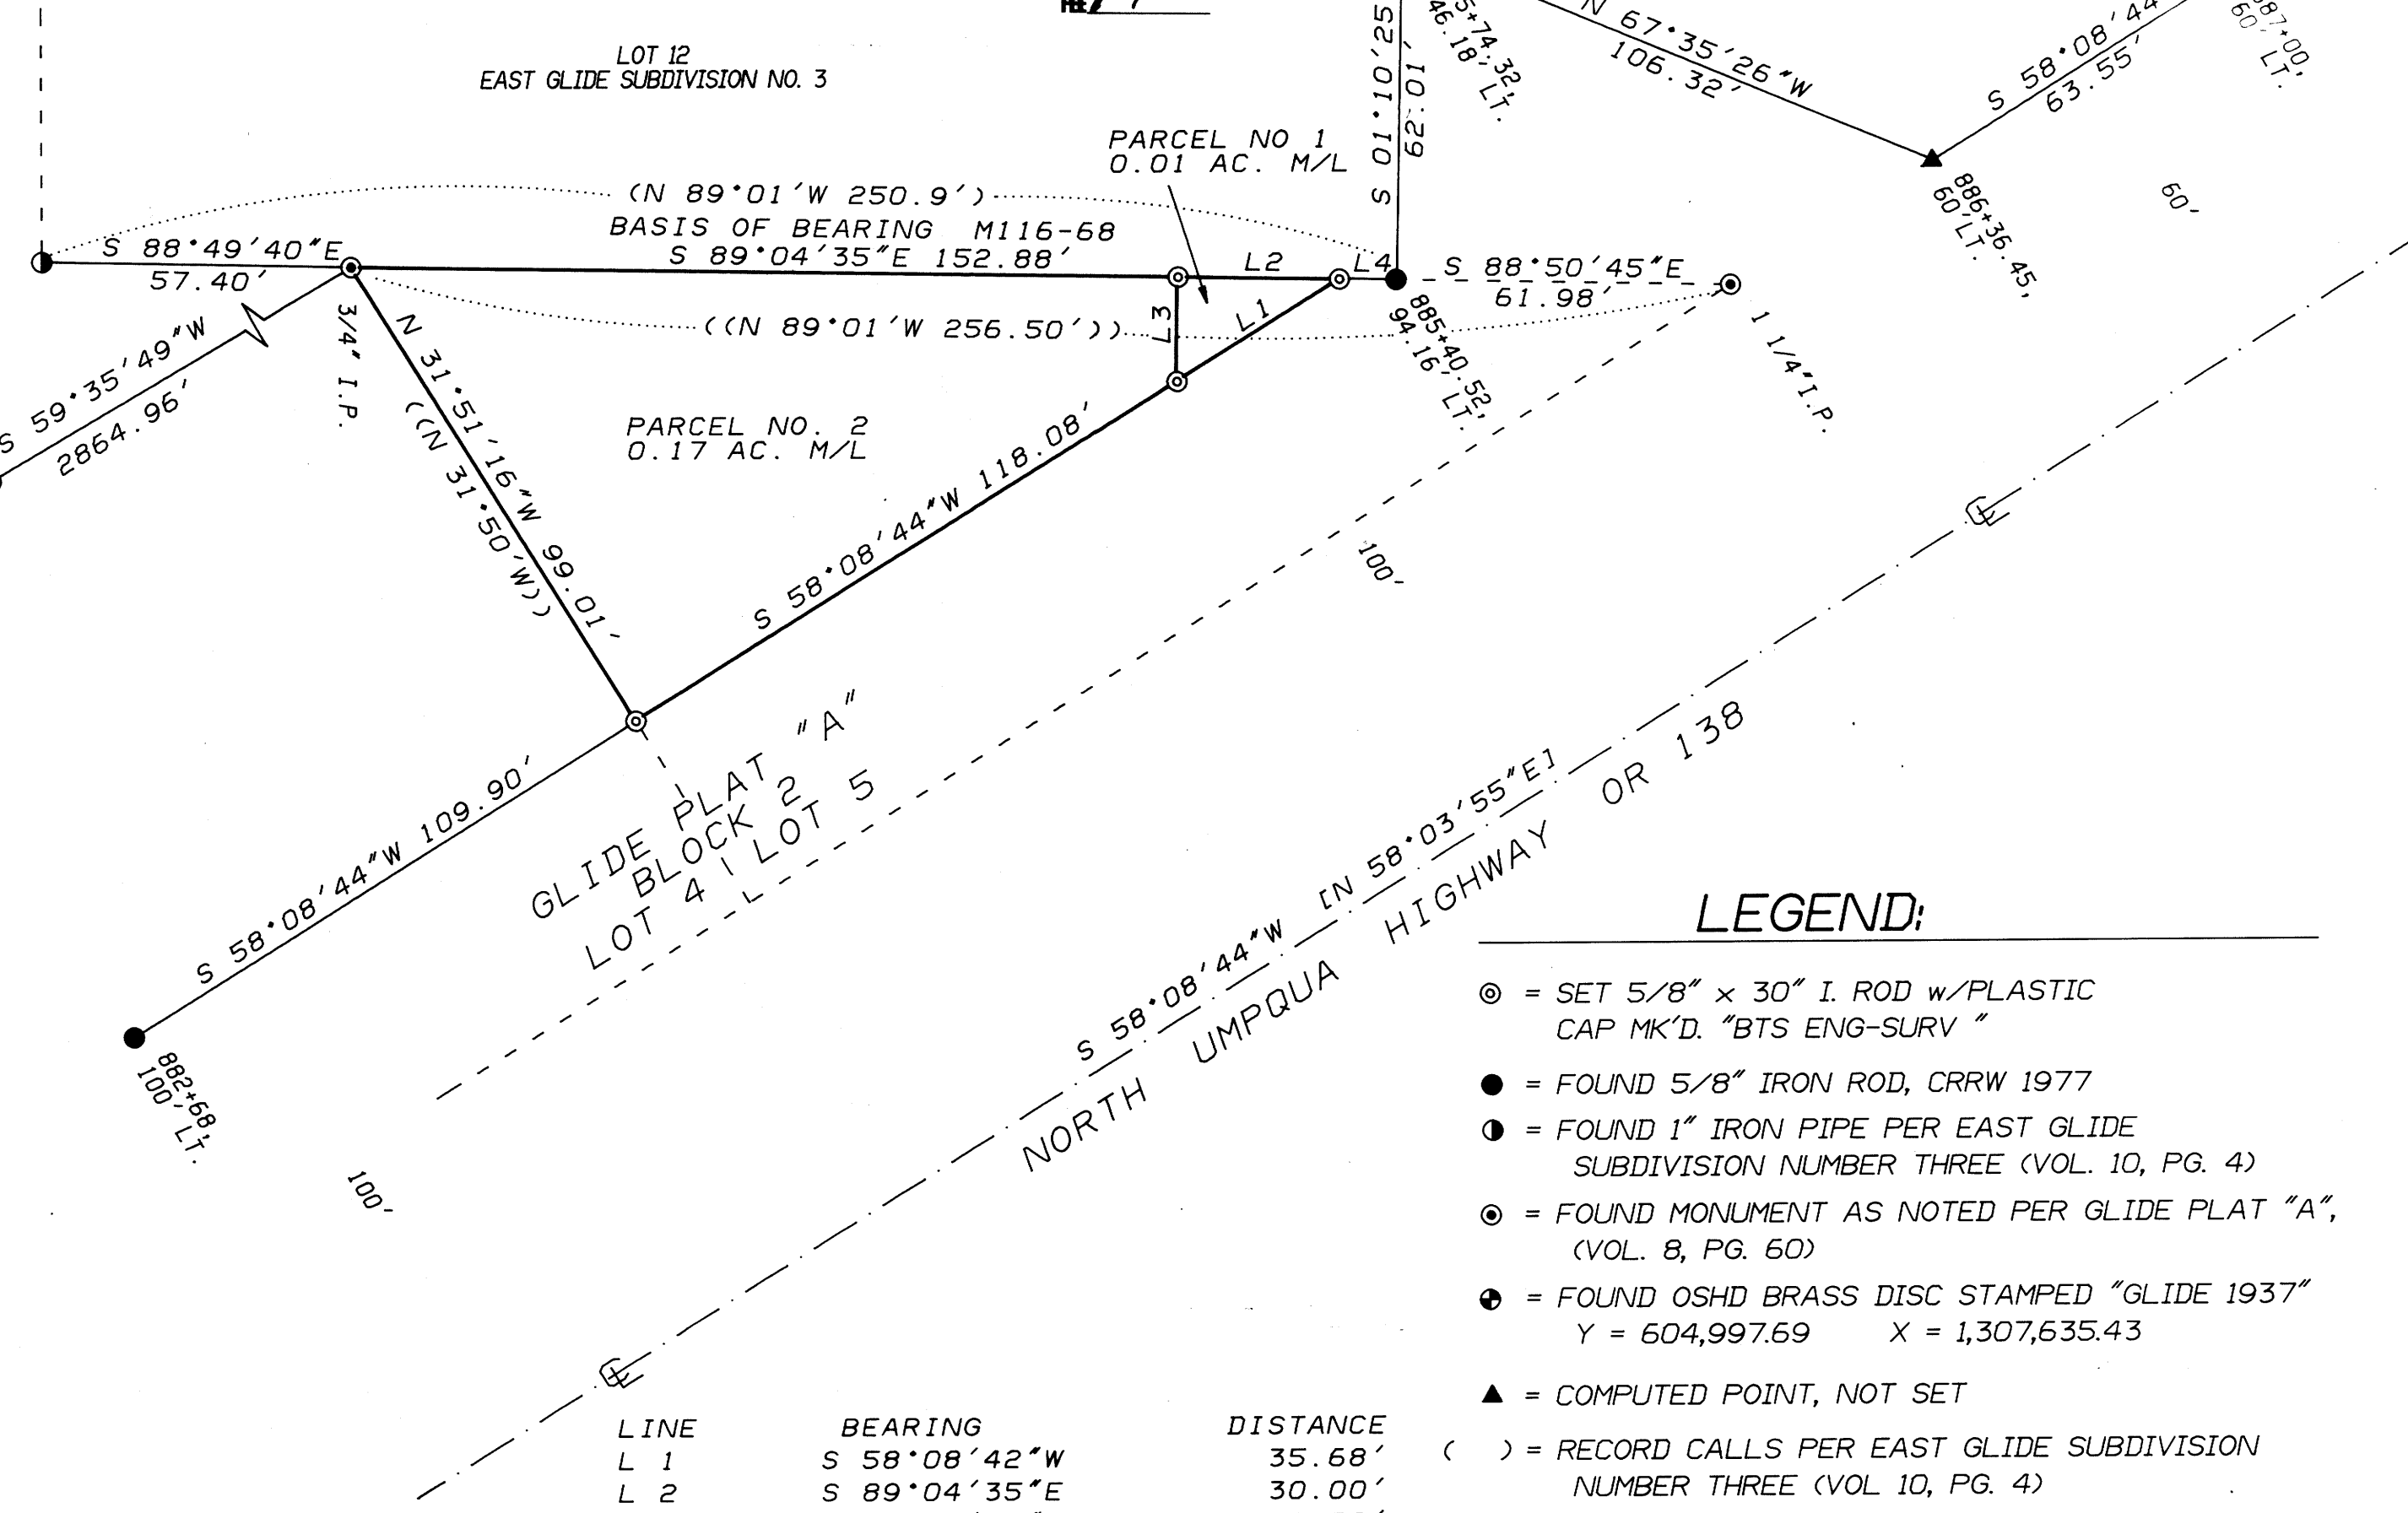 LOT 12
EAST GLIDE SUBDIVISION NO. 3
PARCEL NO 1
0.01 AC. M/L
(N 89°01'W 250.9')
BASIS OF BEARING M116-68
S 89°04'35"E 152.88'
S 88°49'40"E
57.40'
L2
L4
S 88°50'45"E
61.98'
S 01°10'25
62.01'
46.18' LT.
N 67°35'26"W
106.32'
S 58°08'44
63.55'
60' LT.
886+36.45,
60' LT.
60'
((N 89°01'W 256.50'))
L3
L1
885+40.52,
94.16' LT.
1 1/4" I.P.
S 59°35'49"W
2864.96'
3/4" I.P.
N 31°51'16"W 99.01'
((N 31°50'W))
PARCEL NO. 2
0.17 AC. M/L
S 58°08'44"W 118.08'
100'
S 58°08'44"W 109.90'
882+68,
100' LT.
100'
GLIDE PLAT "A"
BLOCK 2
LOT 4 LOT 5
S 58°08'44"W [N 58°03'55"E]
NORTH UMPQUA HIGHWAY OR 138
LEGEND:
= SET 5/8" x 30" I. ROD w/PLASTIC
CAP MK'D. "BTS ENG-SURV "
= FOUND 5/8" IRON ROD, CRRW 1977
= FOUND 1" IRON PIPE PER EAST GLIDE
SUBDIVISION NUMBER THREE (VOL. 10, PG. 4)
= FOUND MONUMENT AS NOTED PER GLIDE PLAT "A",
(VOL. 8, PG. 60)
= FOUND OSHD BRASS DISC STAMPED "GLIDE 1937"
Y = 604,997.69 X = 1,307,635.43
= COMPUTED POINT, NOT SET
( ) = RECORD CALLS PER EAST GLIDE SUBDIVISION
NUMBER THREE (VOL 10, PG. 4)
LINE BEARING DISTANCE
L 1 S 58°08'42"W 35.68'
L 2 S 89°04'35"E 30.00'